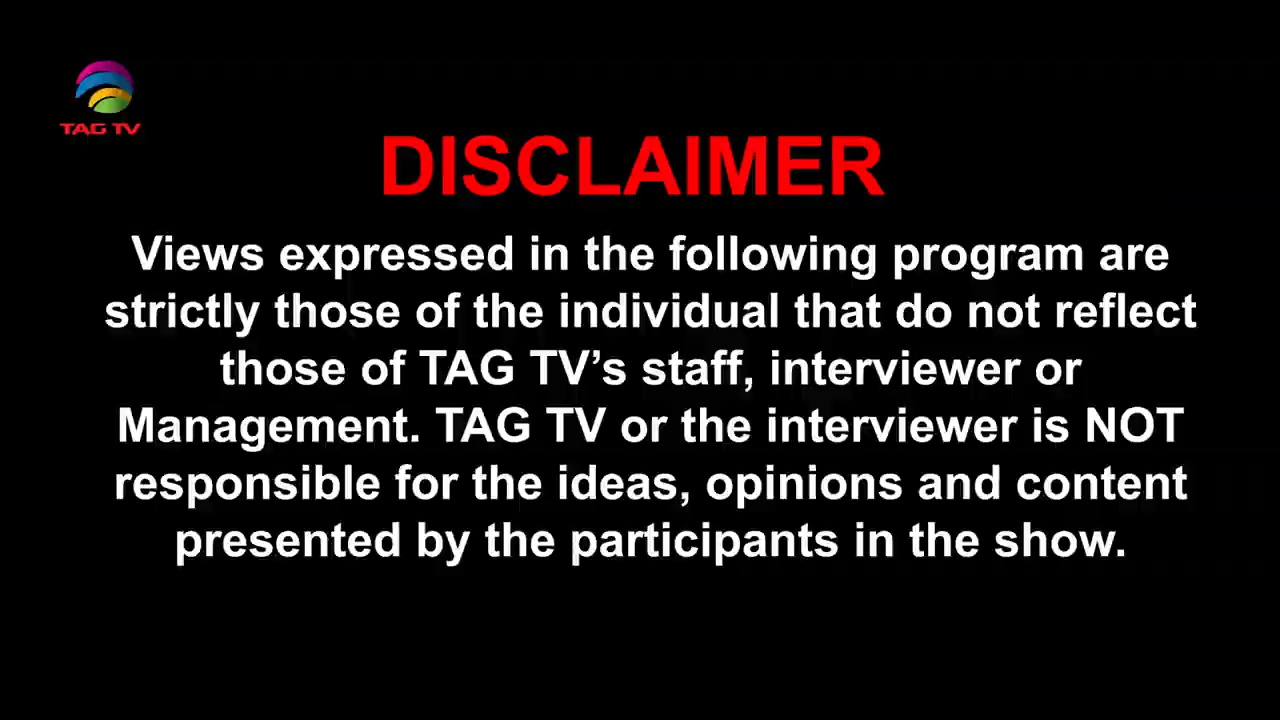 TAG TV
DISCLAIMER
Views expressed in the following program are
strictly those of the individual that do not reflect
those of TAG TV’s staff, interviewer or
Management. TAG TV or the interviewer is NOT
responsible for the ideas, opinions and content
presented by the participants in the show.